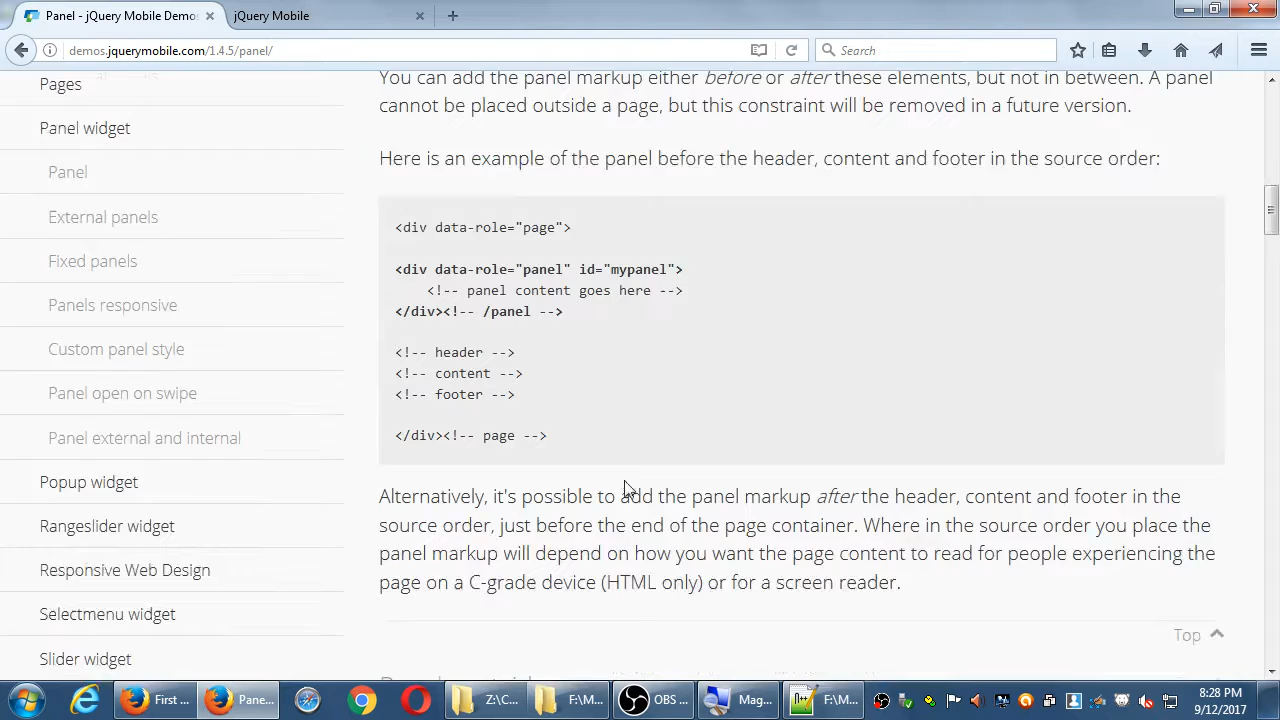 Panel - jQuery Mobile Demo
jQuery Mobile
demos.jquerymobile.com/1.4.5/panel/
Search
Pages
Panel widget
Panel
External panels
Fixed panels
Panels responsive
Custom panel style
Panel open on swipe
Panel external and internal
Popup widget
Rangeslider widget
Responsive Web Design
Selectmenu widget
Slider widget
You can add the panel markup either before or after these elements, but not in between. A panel
cannot be placed outside a page, but this constraint will be removed in a future version.
Here is an example of the panel before the header, content and footer in the source order:
<div data-role="page">
<div data-role="panel" id="mypanel">
<!-- panel content goes here -->
</div><!-- /panel -->
<!-- header -->
<!-- content -->
<!-- footer -->
</div><!-- page -->
Alternatively, it's possible to add the panel markup after the header, content and footer in the
source order, just before the end of the page container. Where in the source order you place the
panel markup will depend on how you want the page content to read for people experiencing the
page on a C-grade device (HTML only) or for a screen reader.
Top
First ...
Pane...
Z:\C...
F:\M...
OBS ...
Mag...
F:\M...
8:28 PM
9/12/2017